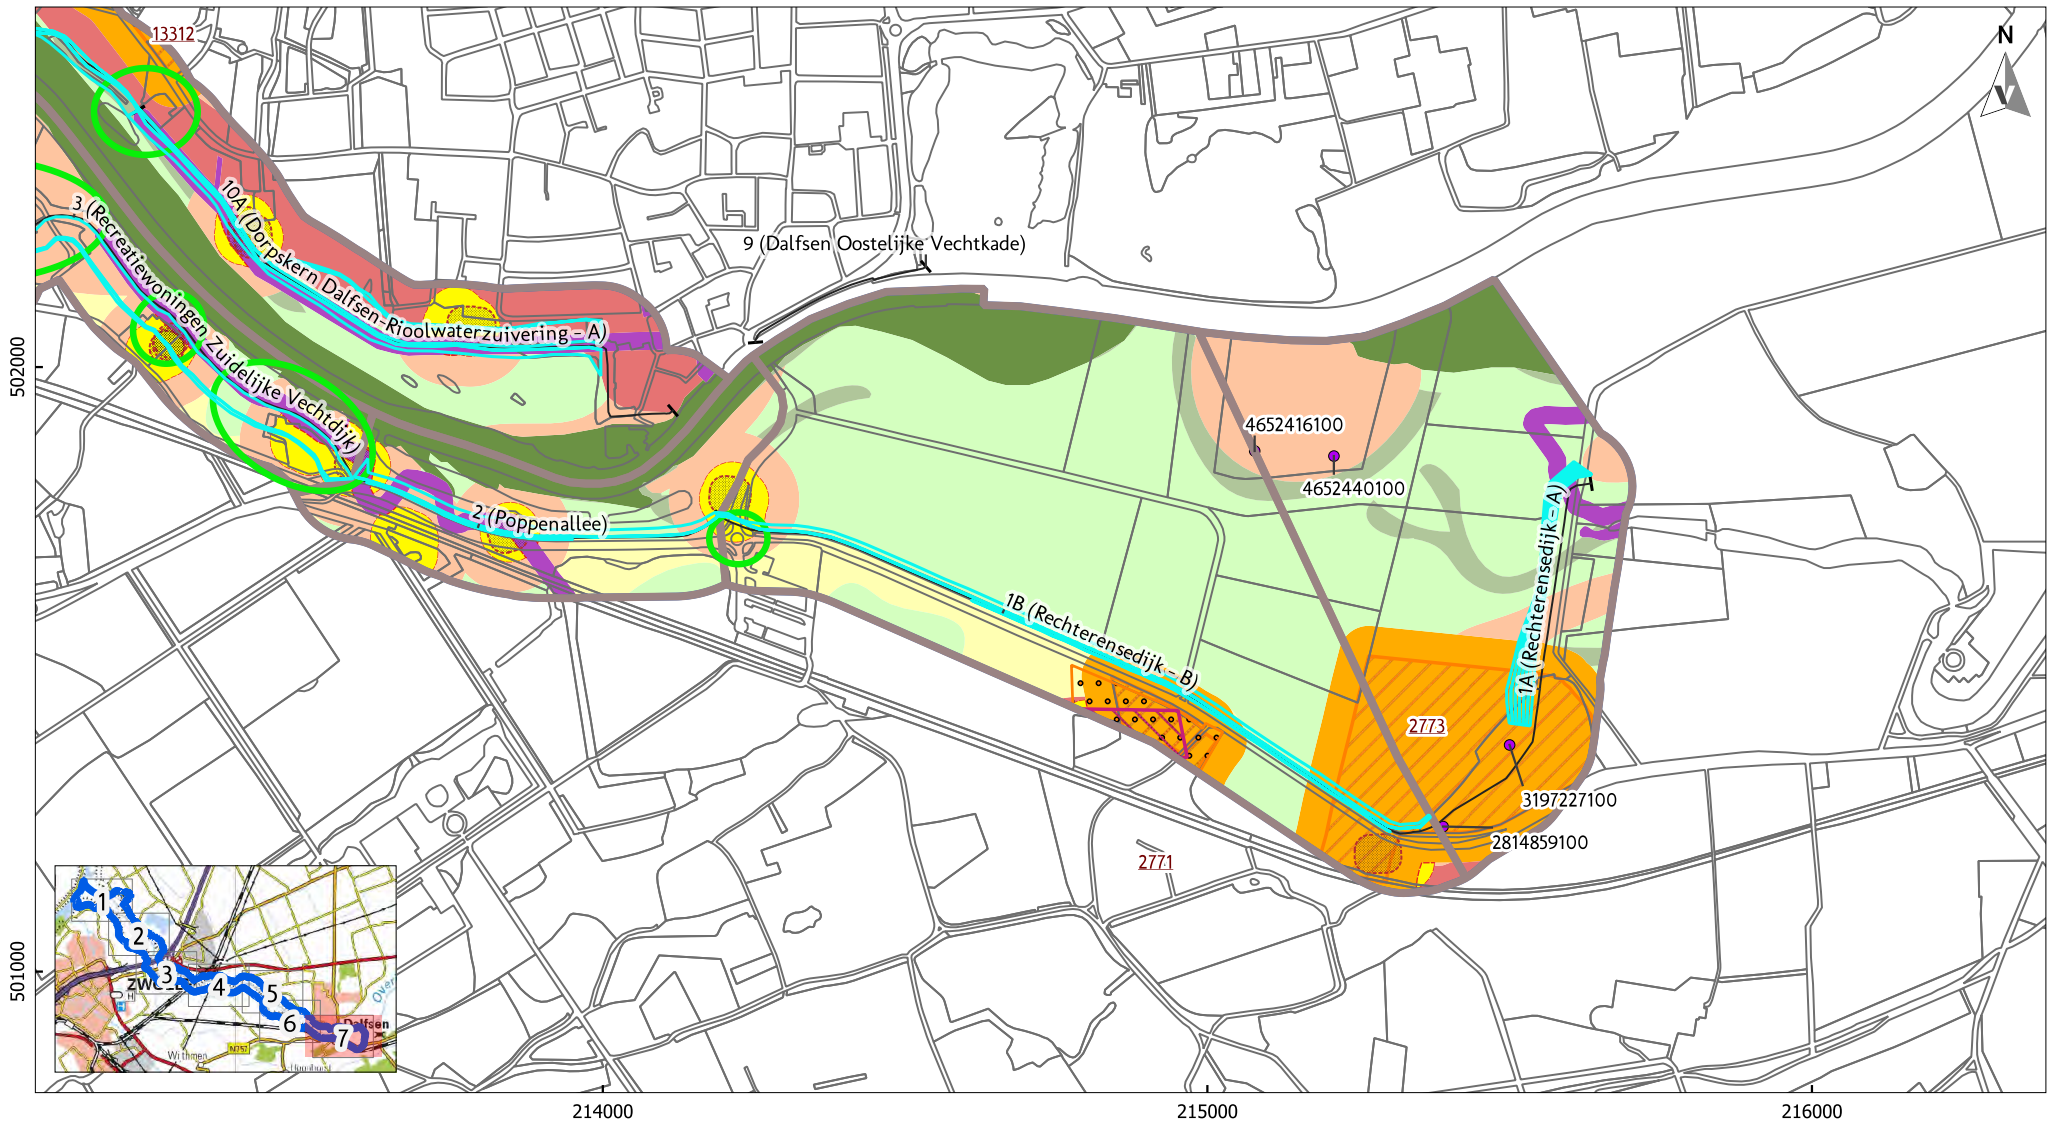 13312
N
10A (Dorpskern Dalfsen-Rioolwaterzuivering - A)
3 (Recreatiewoningen Zuidelijke Vechtdijk)
9 (Dalfsen Oostelijke Vechtkade)
502000
4652416100
4652440100
2 (Poppenallee)
1B (Rechterensedijk - B)
1A (Rechterensedijk - A)
2773
3197227100
2814859100
2771
501000
1
2
3
4
5
6
7
Dalfsen
N757
Withmen
214000
215000
216000